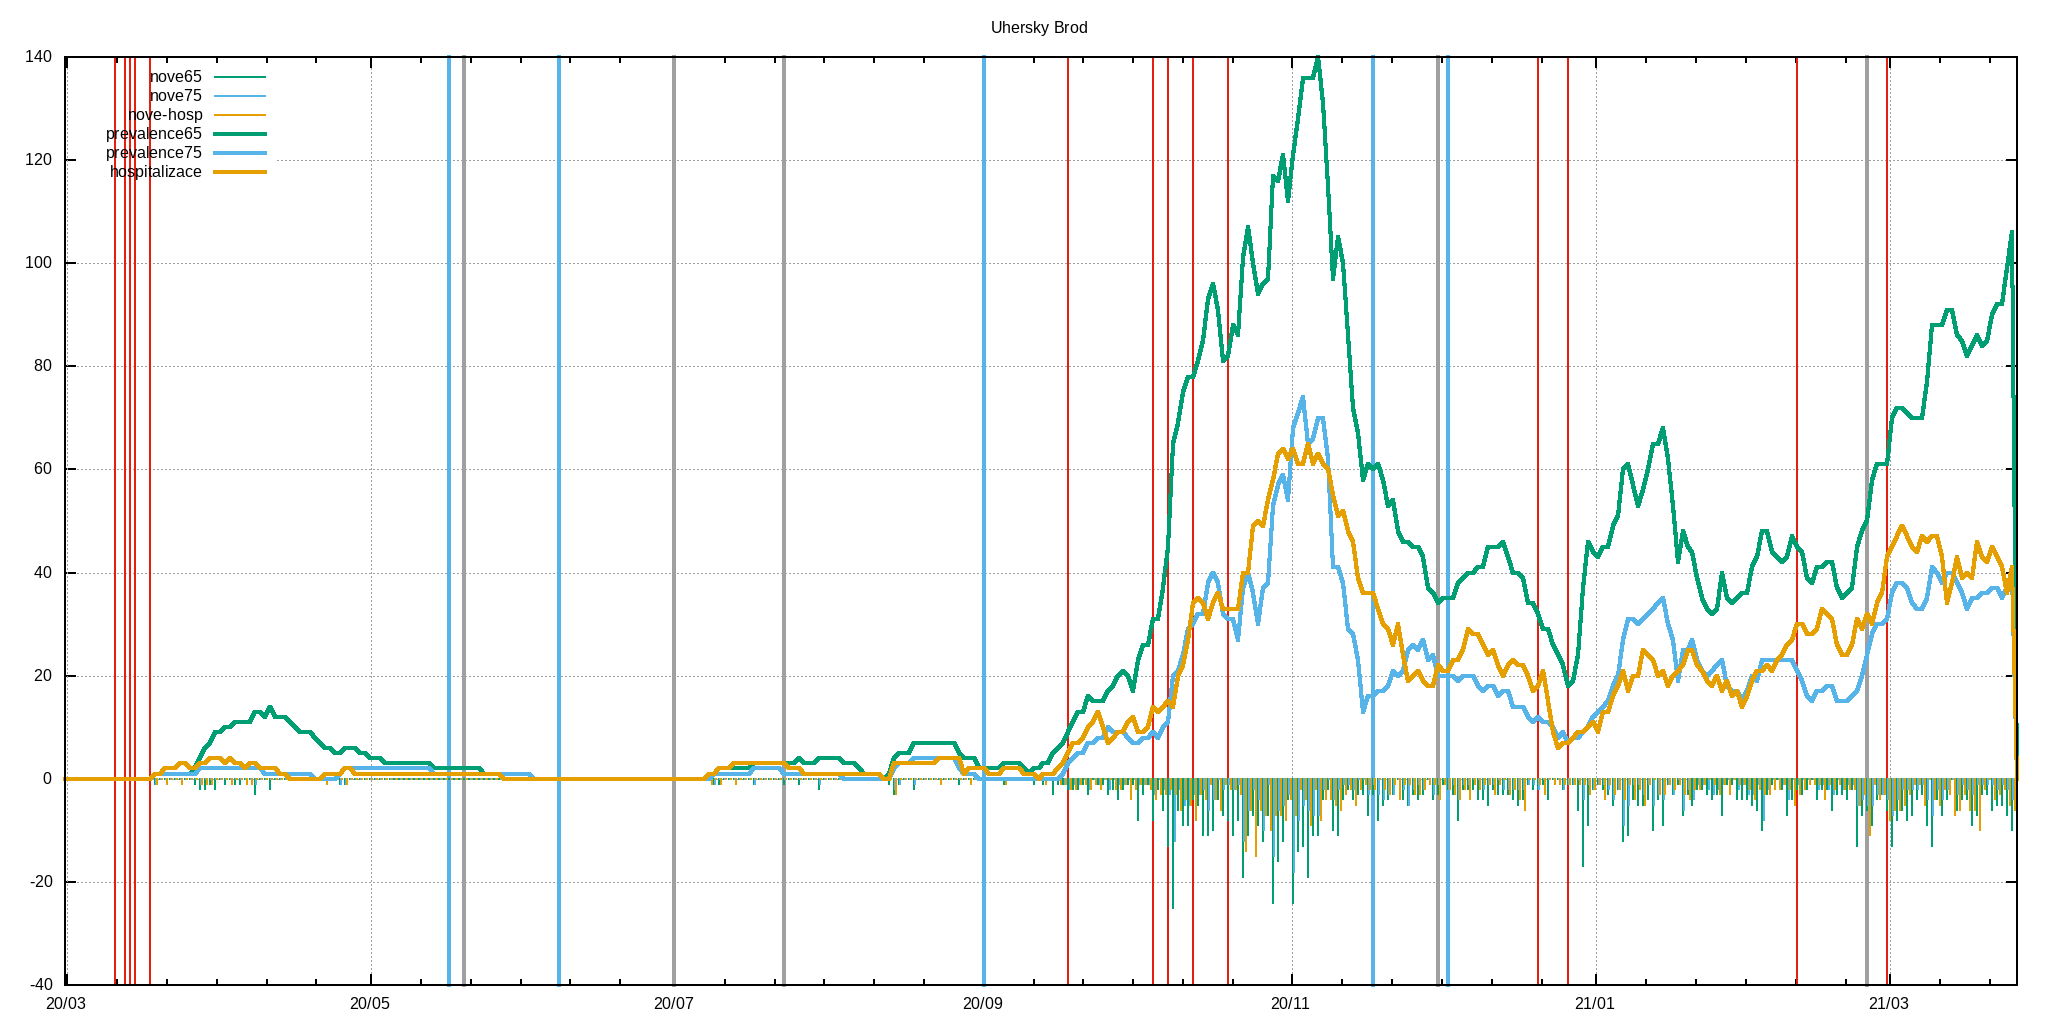 Uhersky Brod
140
120
100
80
60
40
20
0
-20
-40
nove65
nove75
nove-hosp
prevalence65
prevalence75
hospitalizace
20/03 20/05 20/07 20/09 20/11 21/01 21/03